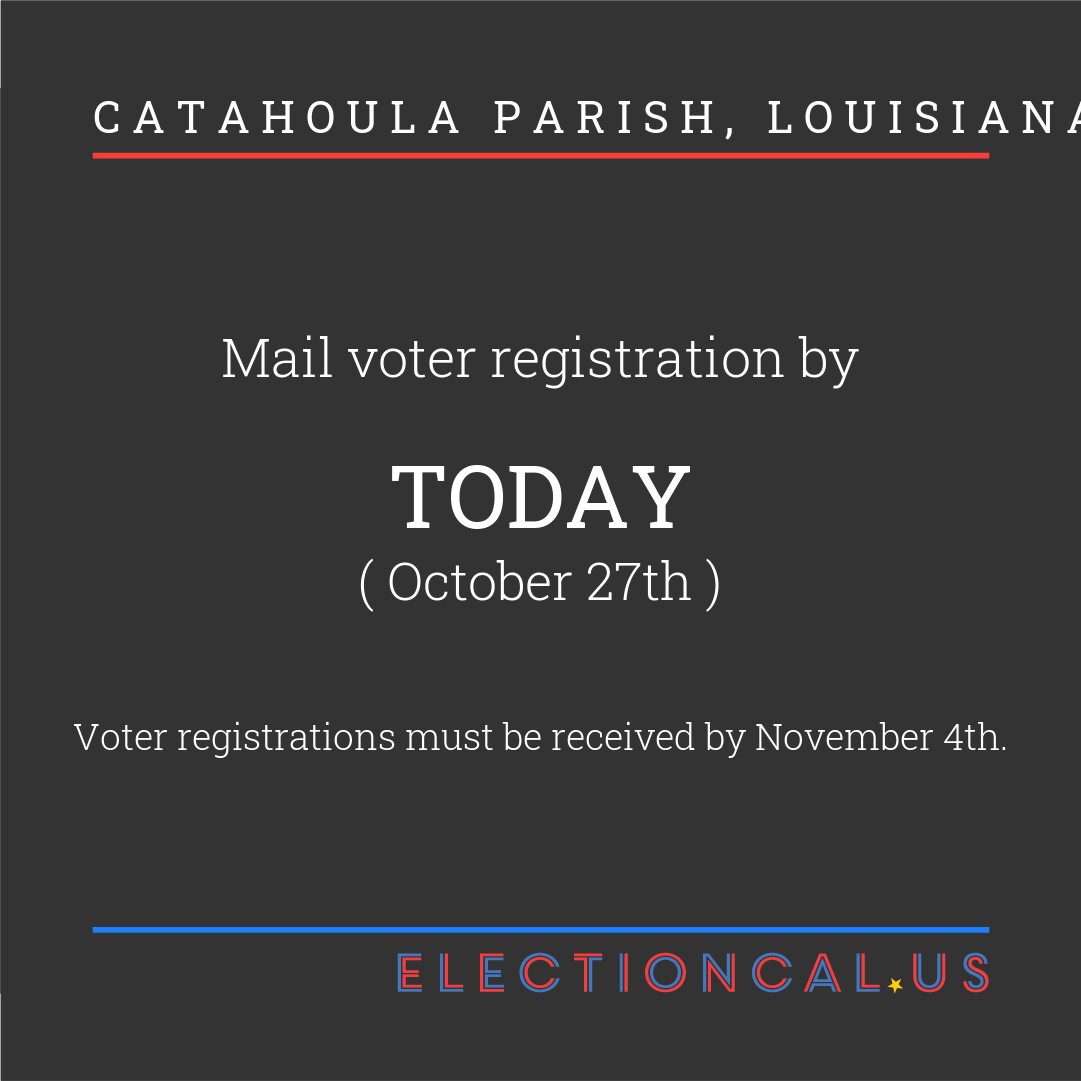 CATAHOULA PARISH, LOUISIANA
Mail voter registration by
TODAY
( October 27th )
Voter registrations must be received by November 4th.
ELECTIONCAL.US